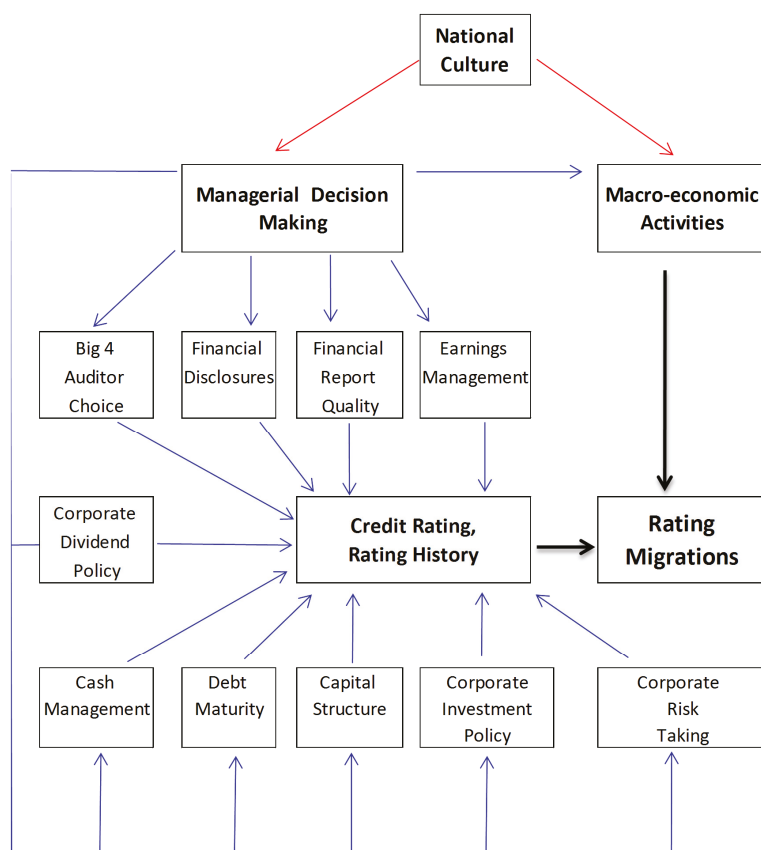 National
Culture
Managerial Decision
Making
Macro-economic
Activities
Big 4
Auditor
Choice
Financial
Disclosures
Financial
Report
Quality
Earnings
Management
Corporate
Dividend
Policy
Credit Rating,
Rating History
Rating
Migrations
Cash
Management
Debt
Maturity
Capital
Structure
Corporate
Investment
Policy
Corporate
Risk
Taking